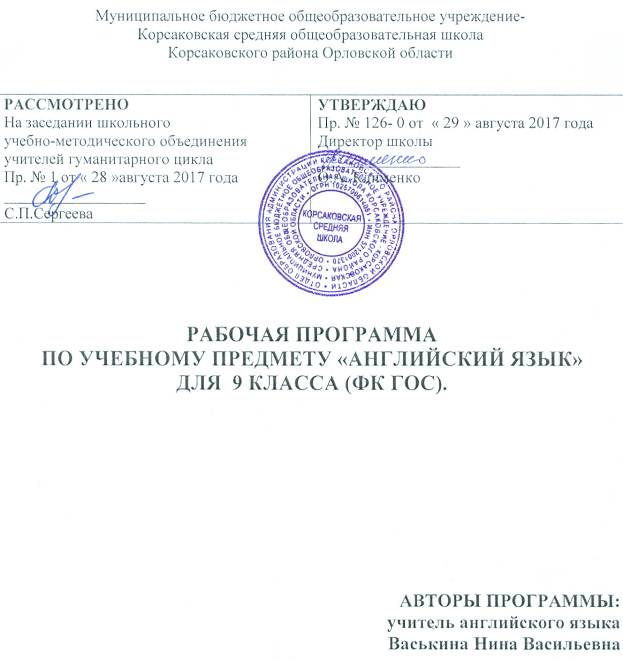 Муниципальное бюджетное общеобразовательное учреждение-
Корсаковская средняя общеобразовательная школа
Корсаковского района Орловской области
РАССМОТРЕНО
На заседании школьного
учебно-методического объединения
учителей гуманитарного цикла
Пр. № 1 от « 28 »августа 2017 года
С.П.Сергеева
УТВЕРЖДАЮ
Пр. № 126- 0 от « 29 » августа 2017 года
Директор школы
КОРСАКОВСКАЯ
СРЕДНЯЯ
ШКОЛА
РАБОЧАЯ ПРОГРАММА
ПО УЧЕБНОМУ ПРЕДМЕТУ «АНГЛИЙСКИЙ ЯЗЫК»
ДЛЯ 9 КЛАССА (ФК ГОС).
АВТОРЫ ПРОГРАММЫ:
учитель английского языка
Васькина Нина Васильевна